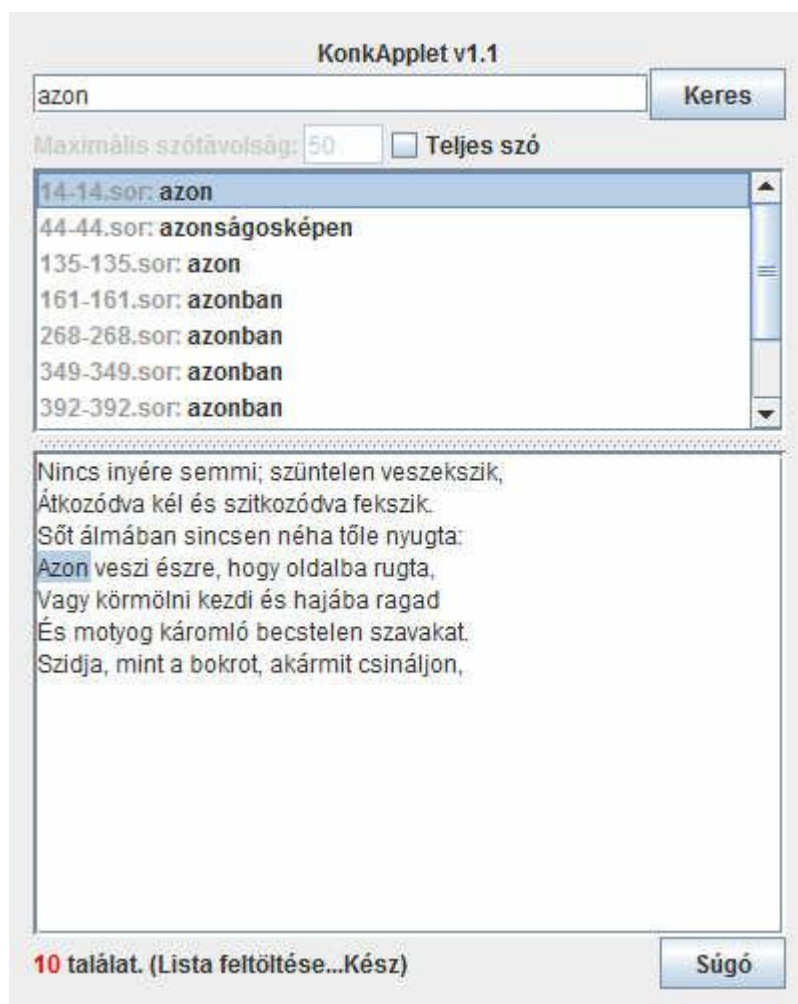 KonkApplet v1.1
azon Keres
Maximális szótávolság: 50 Teljes szó
14-14.sor: azon
44-44.sor: azonságosképen
135-135.sor: azon
161-161.sor: azonban
268-268.sor: azonban
349-349.sor: azonban
392-392.sor: azonban
Nincs inyére semmi; szüntelen veszekszik,
Átkozódva kél és szitkozódva fekszik.
Sőt álmában sincsen néha tőle nyugta:
Azon veszi észre, hogy oldalba rugta,
Vagy körmölni kezdi és hajába ragad
És motyog káromló becstelen szavakat.
Szidja, mint a bokrot, akármit csináljon,
10 találat. (Lista feltöltése...Kész) Súgó